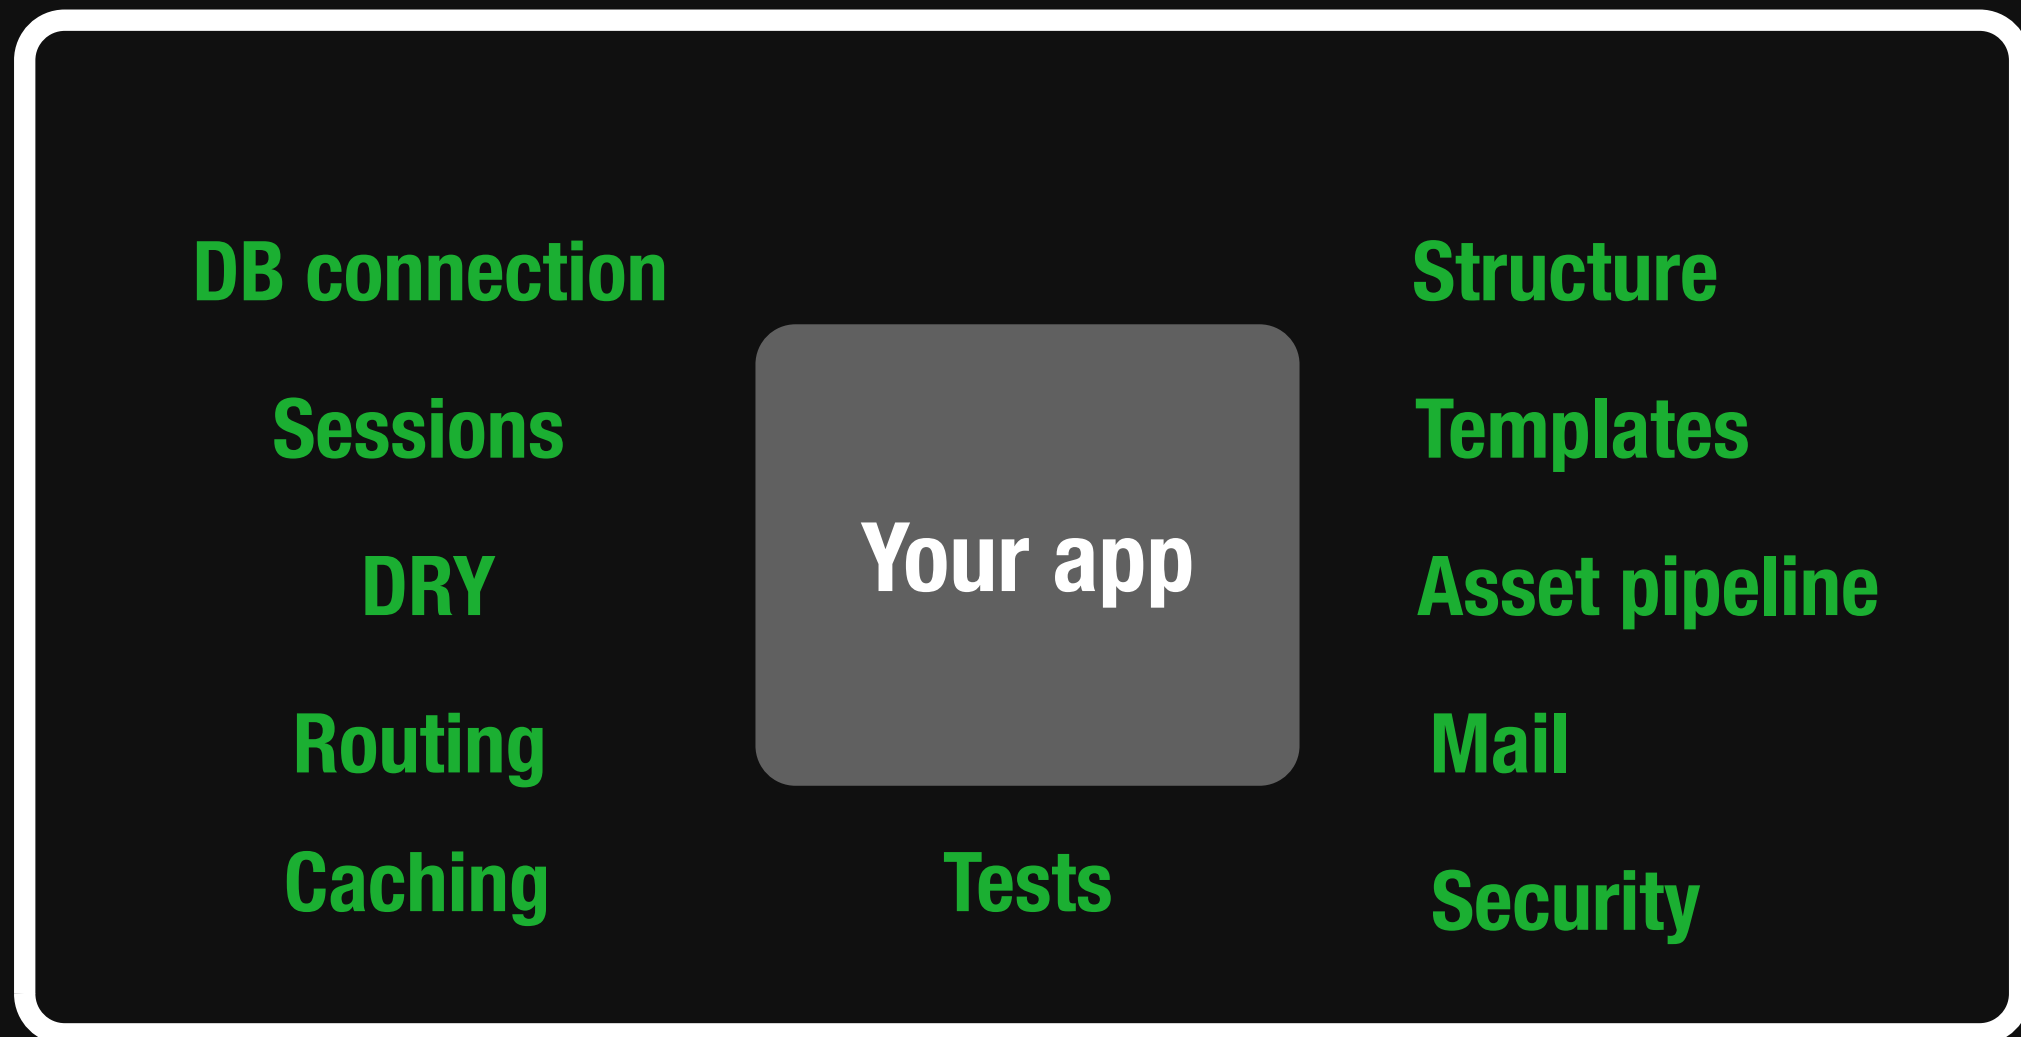 DB connection
Structure
Sessions
Templates
Your app
DRY
Asset pipeline
Routing
Mail
Caching
Tests
Security